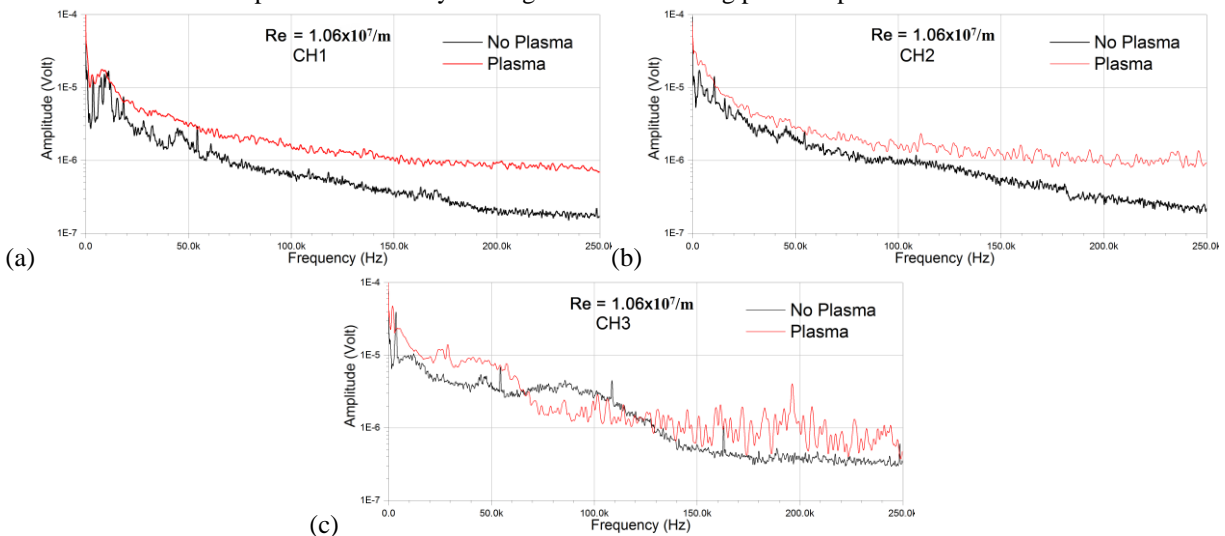 Re = 1.06x10⁷/m
CH1
No Plasma
Plasma
Amplitude (Volt)
1E-4
1E-5
1E-6
1E-7
0.0
50.0k
100.0k
150.0k
200.0k
250.0k
Frequency (Hz)
(a)
Re = 1.06x10⁷/m
CH2
No Plasma
Plasma
Amplitude (Volt)
1E-4
1E-5
1E-6
1E-7
0.0
50.0k
100.0k
150.0k
200.0k
250.0k
Frequency (Hz)
(b)
Re = 1.06x10⁷/m
CH3
No Plasma
Plasma
Amplitude (Volt)
1E-4
1E-5
1E-6
1E-7
0.0
50.0k
100.0k
150.0k
200.0k
250.0k
Frequency (Hz)
(c)